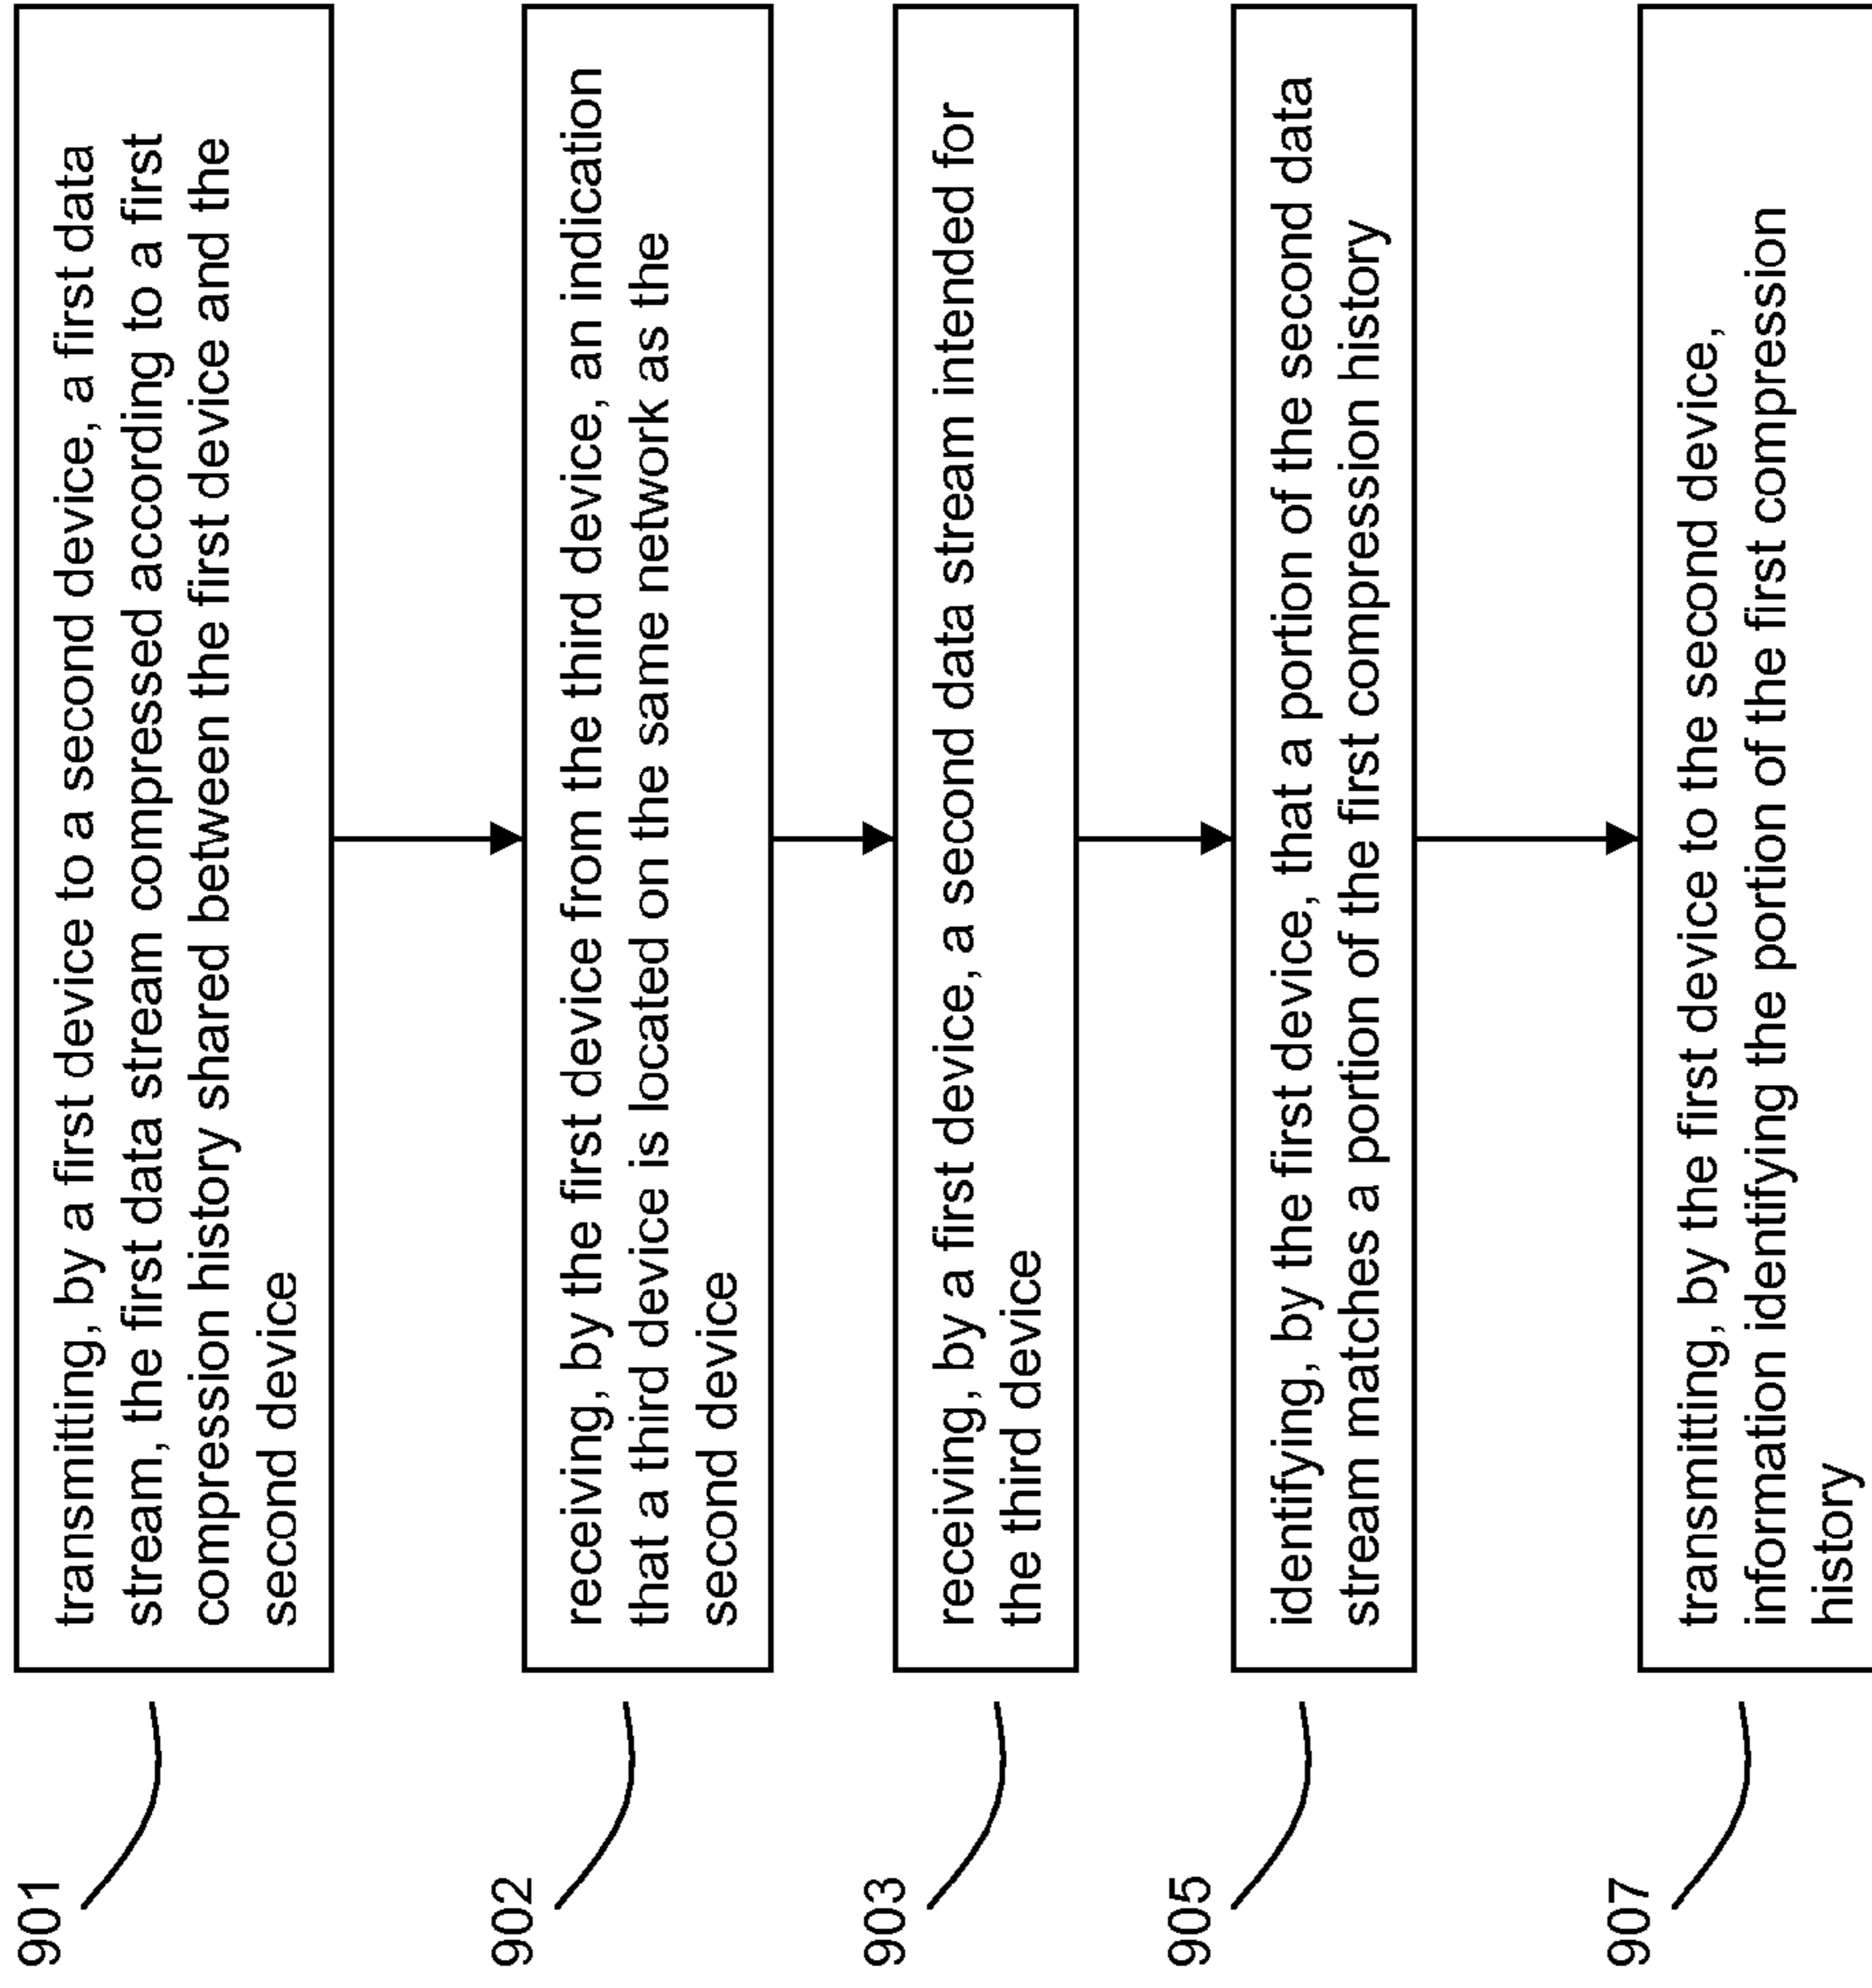 901
transmitting, by a first device to a second device, a first data
stream, the first data stream compressed according to a first
compression history shared between the first device and the
second device
902
receiving, by the first device from the third device, an indication
that a third device is located on the same network as the
second device
903
receiving, by a first device, a second data stream intended for
the third device
905
identifying, by the first device, that a portion of the second data
stream matches a portion of the first compression history
907
transmitting, by the first device to the second device,
information identifying the portion of the first compression
history